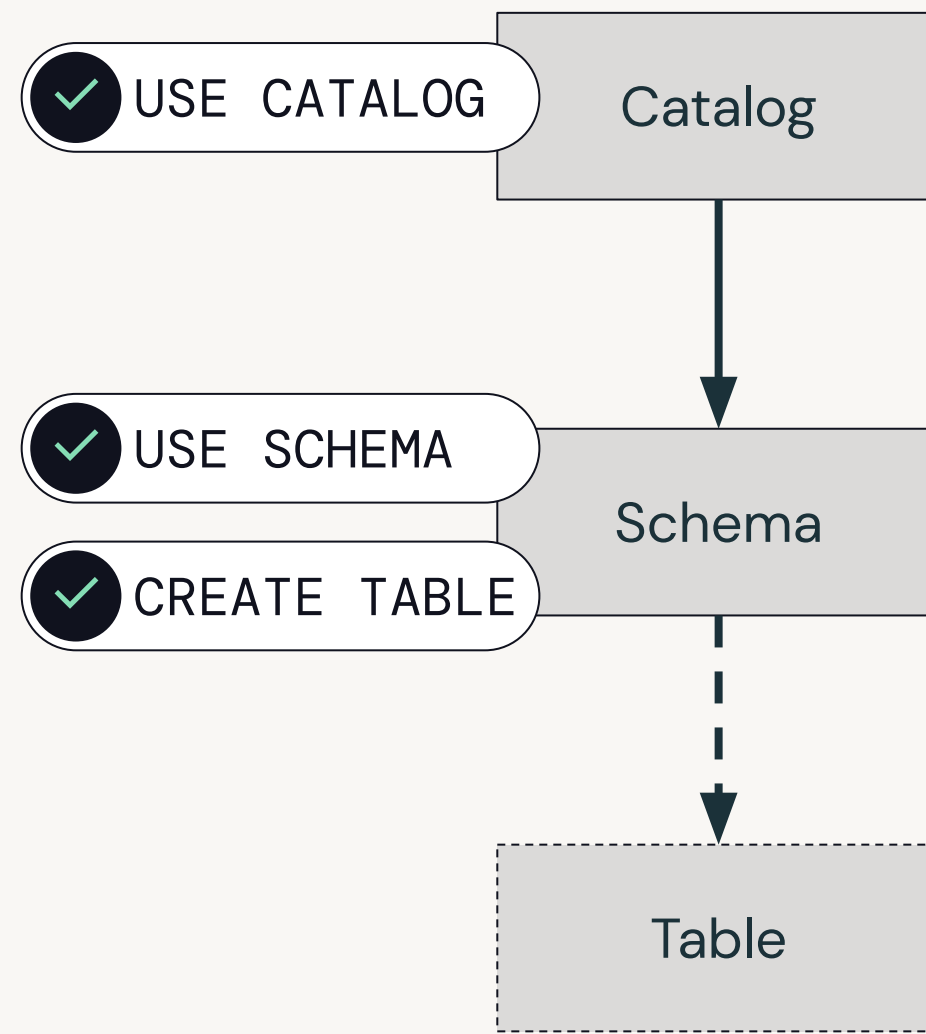 USE CATALOG
Catalog
USE SCHEMA
Schema
CREATE TABLE
Table